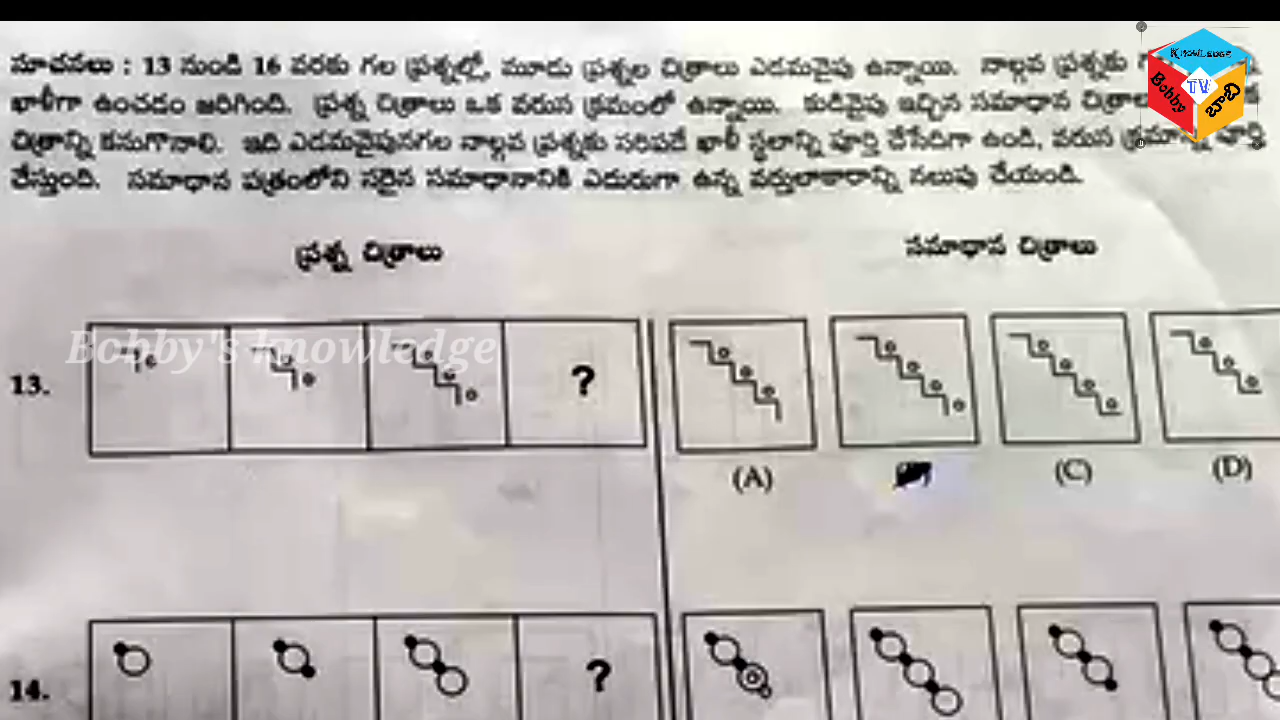 సూచనలు : 13 నుండి 16 వరకు గల ప్రశ్నల్లో, మూడు ప్రశ్నల చిత్రాలు ఎడమవైపు ఉన్నాయి. నాల్గవ ప్రశ్నకు
ఖాళీగా ఉంచడం జరిగింది. ప్రశ్న చిత్రాలు ఒక వరుస క్రమంలో ఉన్నాయి. కుడివైపు ఇచ్చిన సమాధాన
చిత్రాన్ని కనుగొనాలి. ఇది ఎడమవైపునగల నాల్గవ ప్రశ్నకు సరిపడే ఖాళీ స్థలాన్ని పూర్తి చేసేదిగా ఉండి, వరుస క్రమాన్ని పూర్తి
చేస్తుంది. సమాధాన పత్రంలోని సరైన సమాధానానికి ఎదురుగా ఉన్న వర్తులాకారాన్ని నలుపు చేయండి.
KNOWLEDGE
Bobby TV బాబి
ప్రశ్న చిత్రాలు సమాధాన చిత్రాలు
Bobby's knowledge
13. ?
(A) (C) (D)
14. ?